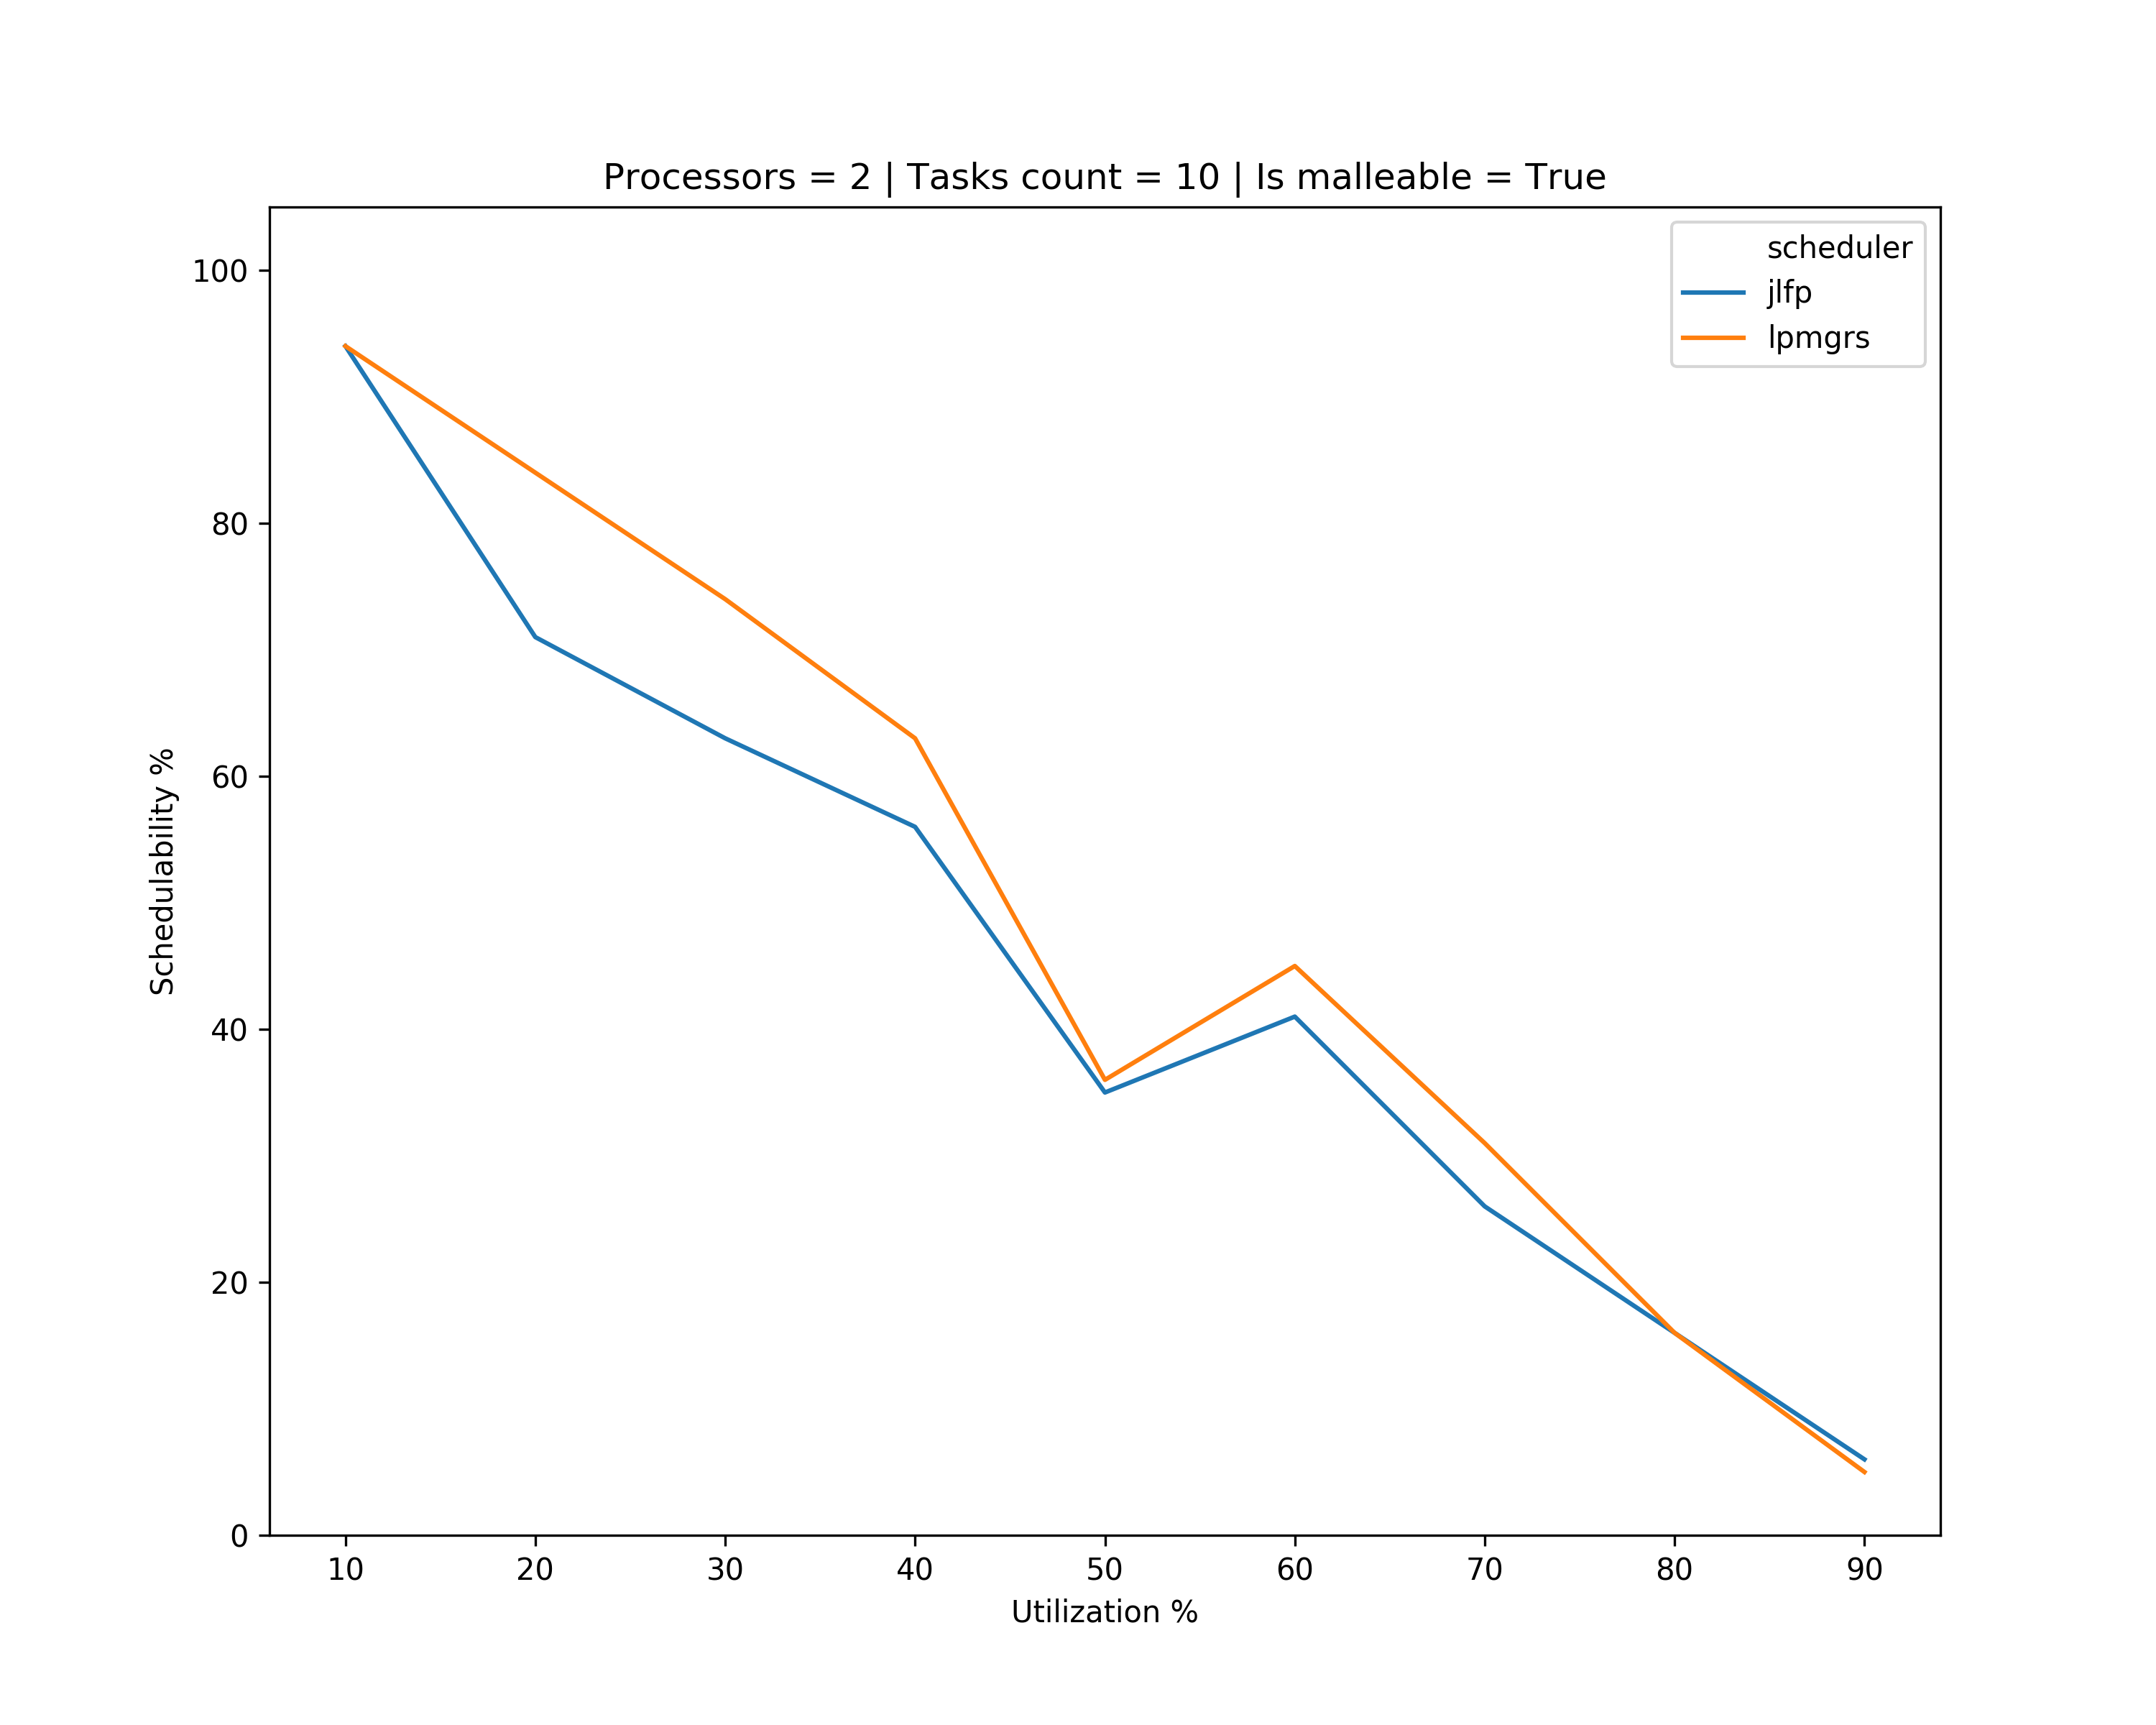 Processors = 2 | Tasks count = 10 | Is malleable = True
scheduler
jlfp
lpmgrs
Schedulability %
100
80
60
40
20
0
10 20 30 40 50 60 70 80 90
Utilization %